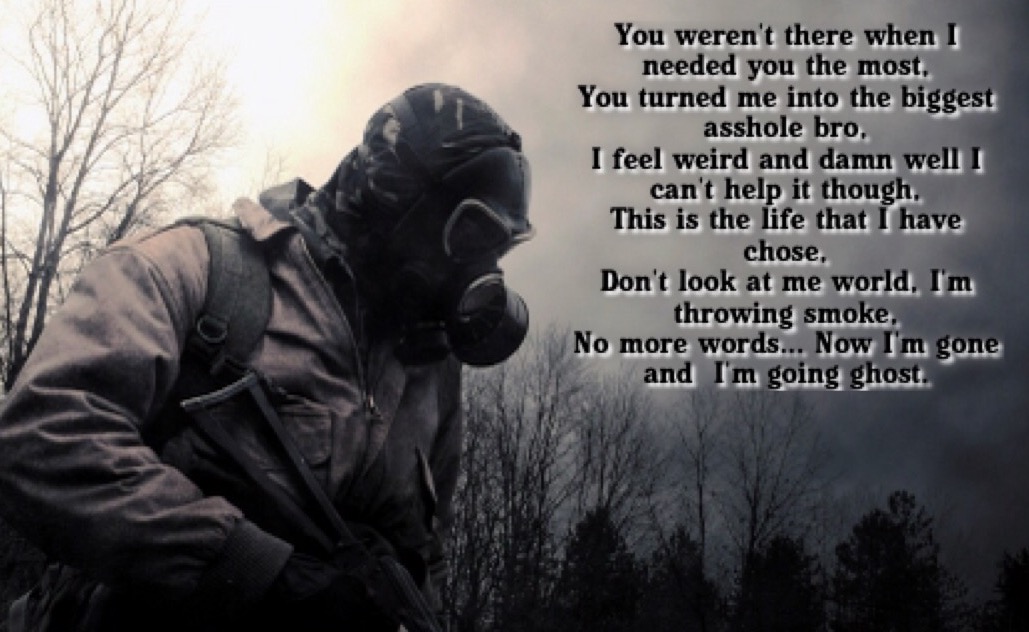 You weren't there when I
needed you the most,
You turned me into the biggest
asshole bro,
I feel weird and damn well I
can't help it though,
This is the life that I have
chose,
Don't look at me world, I'm
throwing smoke,
No more words... Now I'm gone
and I'm going ghost.